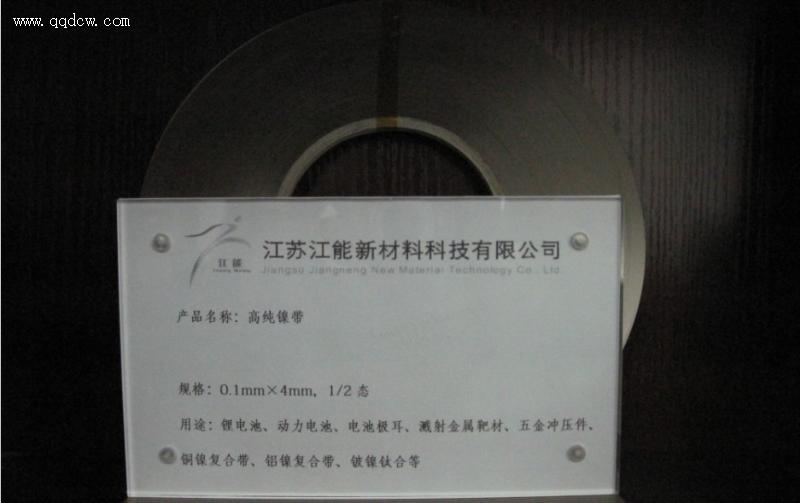 www.qqdcw.com
江能
江苏江能新材料科技有限公司
Jiangsu Jiangneng New Material Technology Co., Ltd.
产品名称：高纯镍带
规格：0.1mm×4mm，1/2 态
用途：锂电池、动力电池、电池极耳、溅射金属靶材、五金冲压件、
铜镍复合带、铝镍复合带、镀镍钛合等